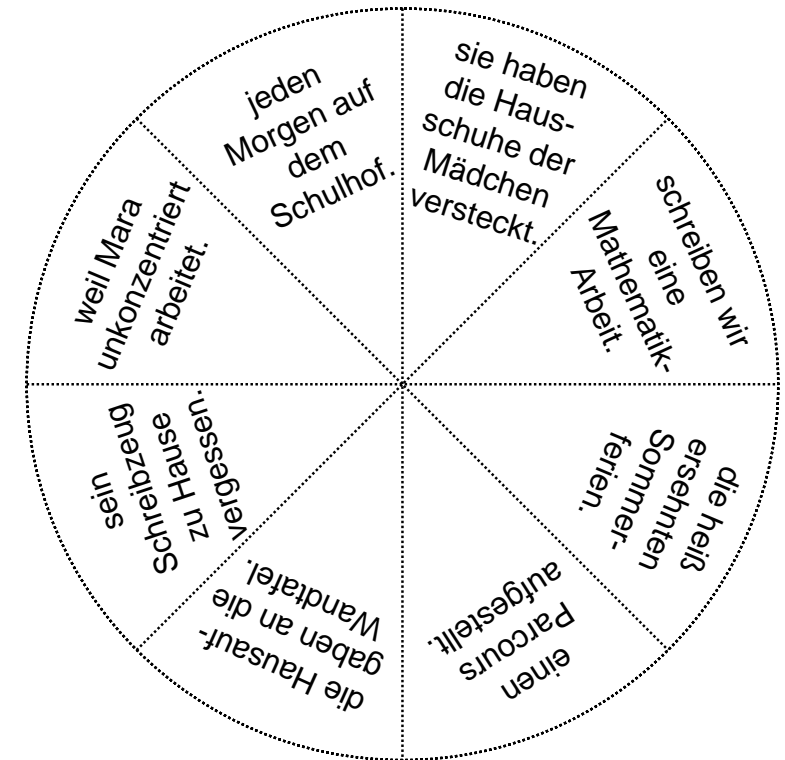 sie haben
die Haus-
schuhe der
Mädchen
versteckt.
schreiben wir
eine
Mathematik-
Arbeit.
die heiß
ersehnten
Sommer-
ferien.
einen
Parcours
aufgestellt.
die Hausauf-
gaben an die
Wandtafel.
sein
Schreibzeug
zu Hause
vergessen.
weil Mara
unkonzentriert
arbeitet.
jeden
Morgen auf
dem
Schulhof.